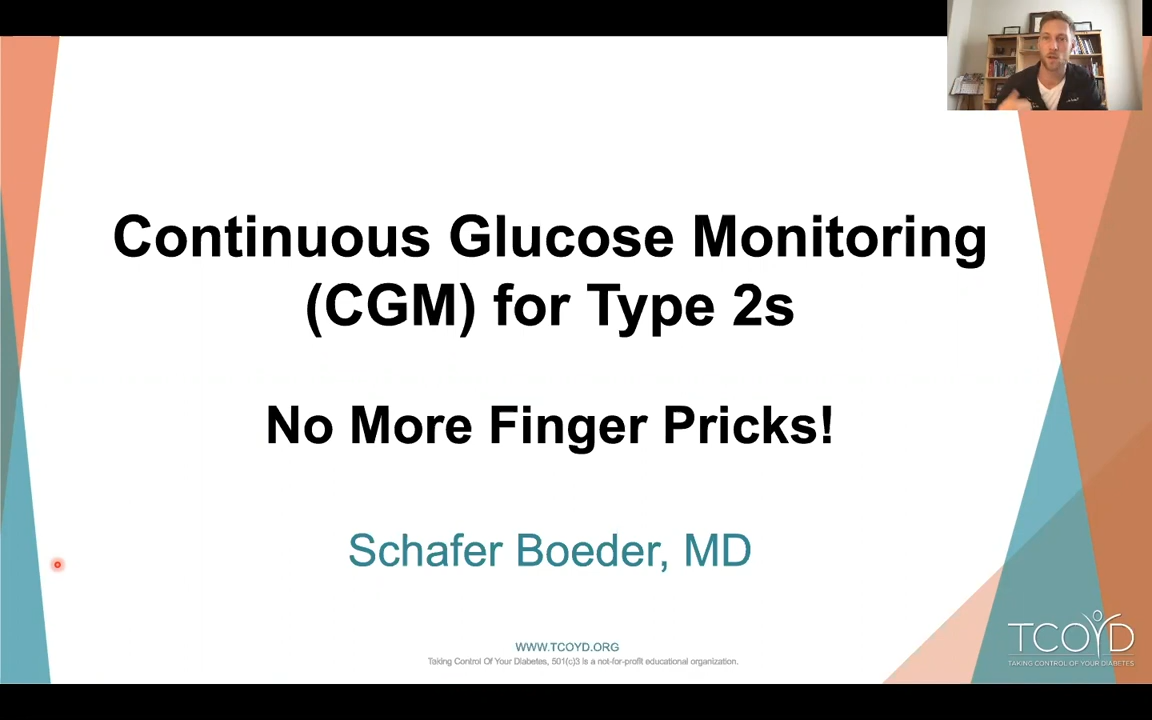 Continuous Glucose Monitoring
(CGM) for Type 2s
No More Finger Pricks!
Schafer Boeder, MD
WWW.TCOYD.ORG
Taking Control Of Your Diabetes, 501(c)3 Is a not-for-profit educational organization.
TCOYD
TAKING CONTROL OF YOUR DIABETES